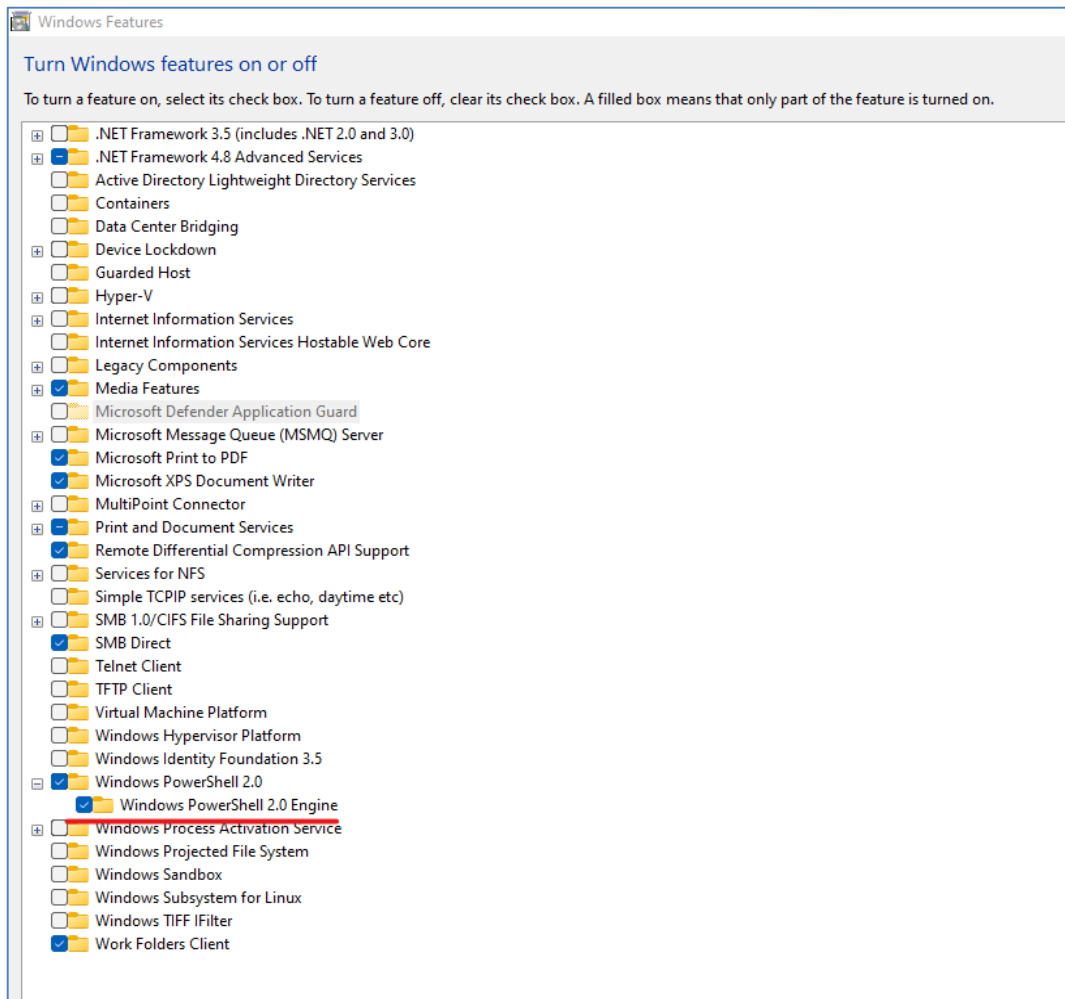 Windows Features
Turn Windows features on or off
To turn a feature on, select its check box. To turn a feature off, clear its check box. A filled box means that only part of the feature is turned on.
.NET Framework 3.5 (includes .NET 2.0 and 3.0)
.NET Framework 4.8 Advanced Services
Active Directory Lightweight Directory Services
Containers
Data Center Bridging
Device Lockdown
Guarded Host
Hyper-V
Internet Information Services
Internet Information Services Hostable Web Core
Legacy Components
Media Features
Microsoft Defender Application Guard
Microsoft Message Queue (MSMQ) Server
Microsoft Print to PDF
Microsoft XPS Document Writer
MultiPoint Connector
Print and Document Services
Remote Differential Compression API Support
Services for NFS
Simple TCPIP services (i.e. echo, daytime etc)
SMB 1.0/CIFS File Sharing Support
SMB Direct
Telnet Client
TFTP Client
Virtual Machine Platform
Windows Hypervisor Platform
Windows Identity Foundation 3.5
Windows PowerShell 2.0
Windows PowerShell 2.0 Engine
Windows Process Activation Service
Windows Projected File System
Windows Sandbox
Windows Subsystem for Linux
Windows TIFF IFilter
Work Folders Client